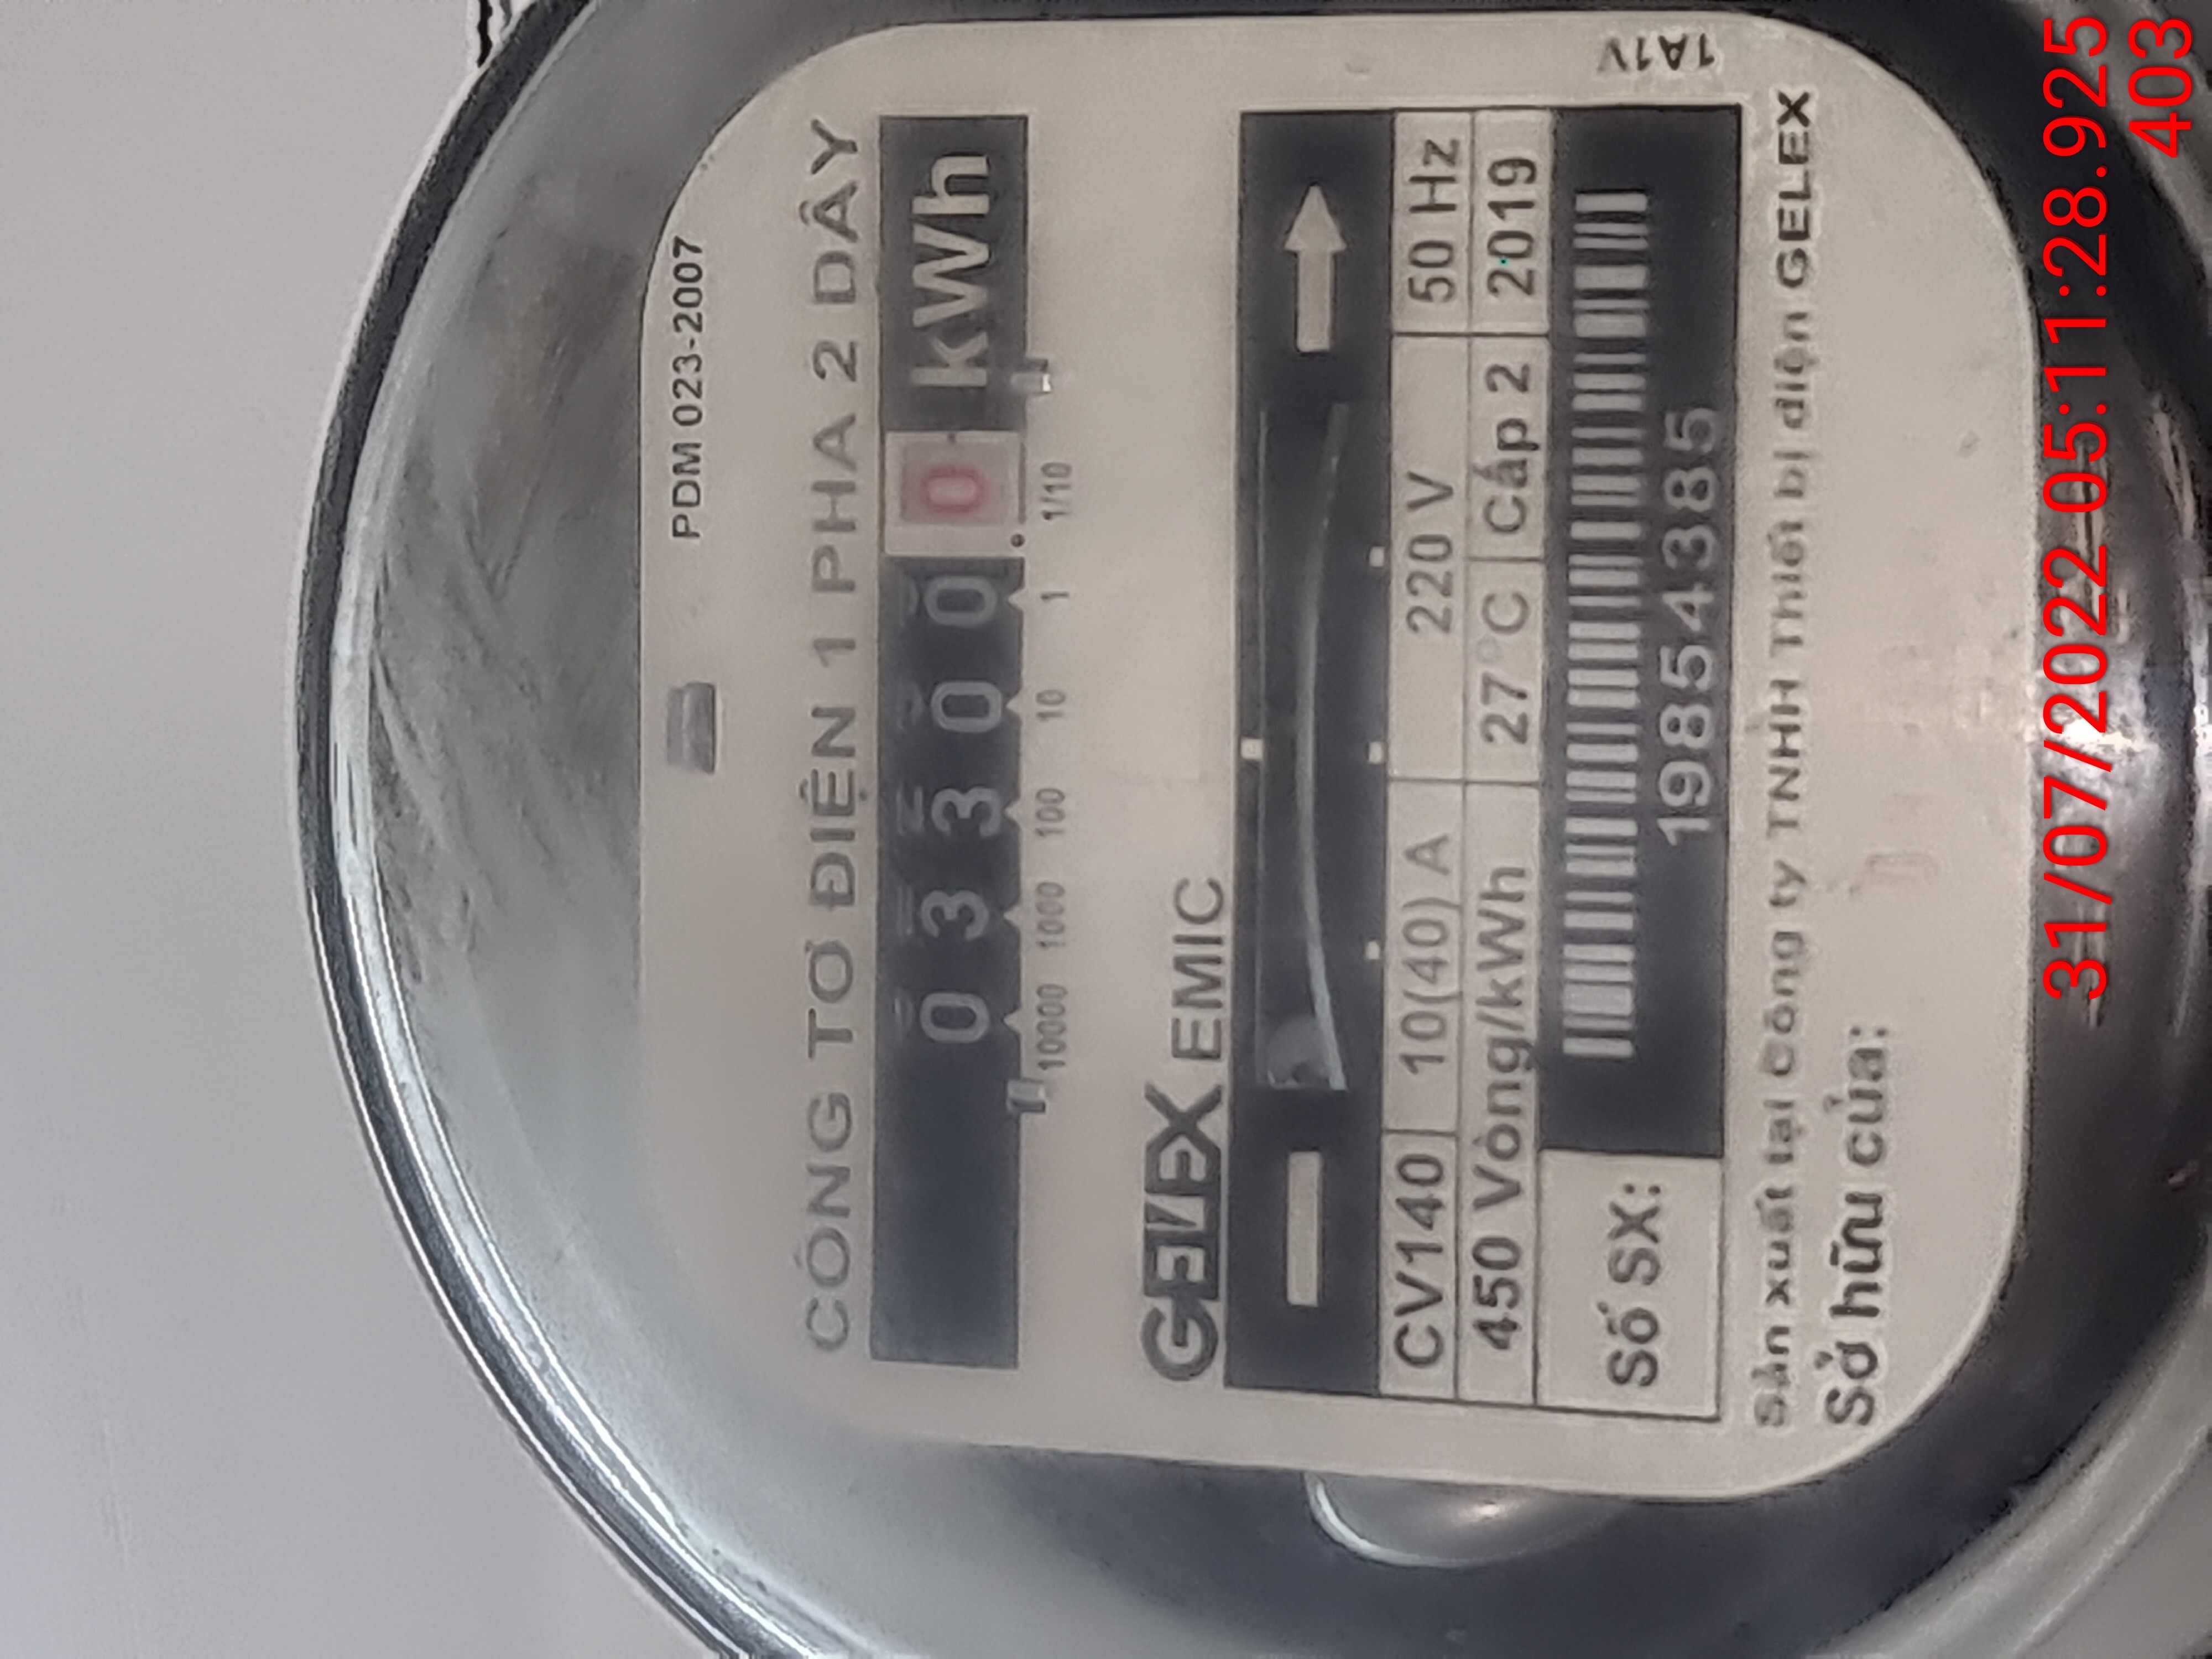 PDM 023-2007
CÔNG TƠ ĐIỆN 1 PHA 2 DÂY
0 3 3 0 0 0 kWh
10000 1000 100 10 1 1/10
GELEX EMIC
CV140 10(40) A 220 V 50 Hz
450 Vòng/kWh 27°C Cấp 2 2019
Số SX:
19854385
Sản xuất tại Công ty TNHH Thiết bị điện GELEX
Sở hữu của:
1A1V
31/07/2022 05:11:28.925
403